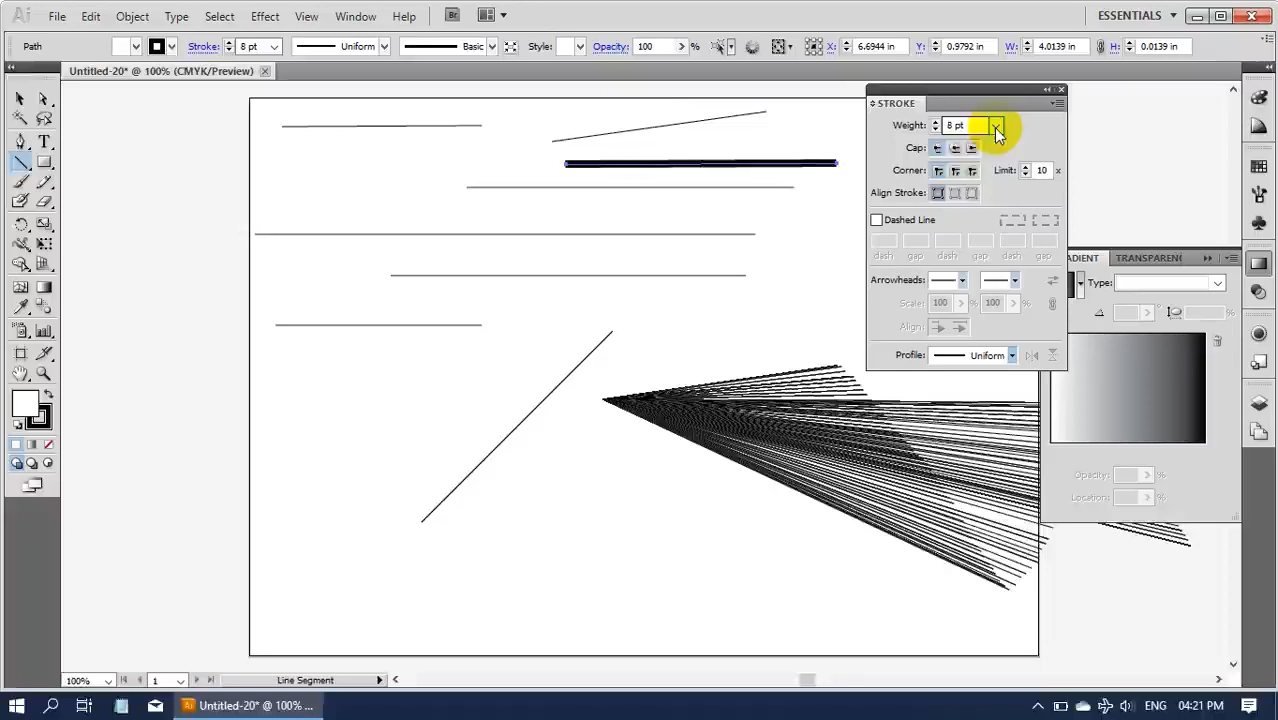 Ai File Edit Object Type Select Effect View Window Help Br ESSENTIALS
Path Stroke: 8 pt Uniform Basic Style: Opacity: 100 % X: 6.6944 in Y: 0.9792 in W: 4.0139 in H: 0.0139 in
Untitled-20* @ 100% (CMYK/Preview)
STROKE
Weight: 8 pt
Cap:
Corner: Limit: 10 x
Align Stroke:
Dashed Line
dash gap dash gap dash gap
Arrowheads:
Scale: 100 % 100 %
Align:
Profile: Uniform
TRANSPAREN
Type:
%
Opacity: %
Location: %
100% 1 Line Segment
Ai Untitled-20* @ 100% ... ENG 04:21 PM